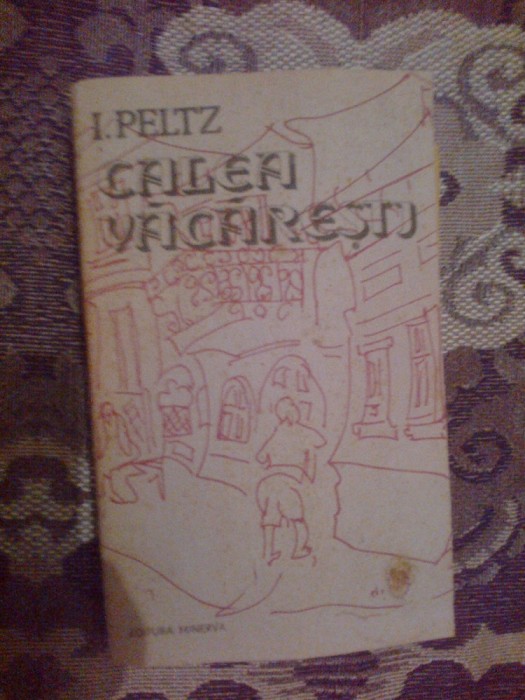 I. PELTZ
CALEA
VĂCĂREȘTI
EDITURA MINERVA